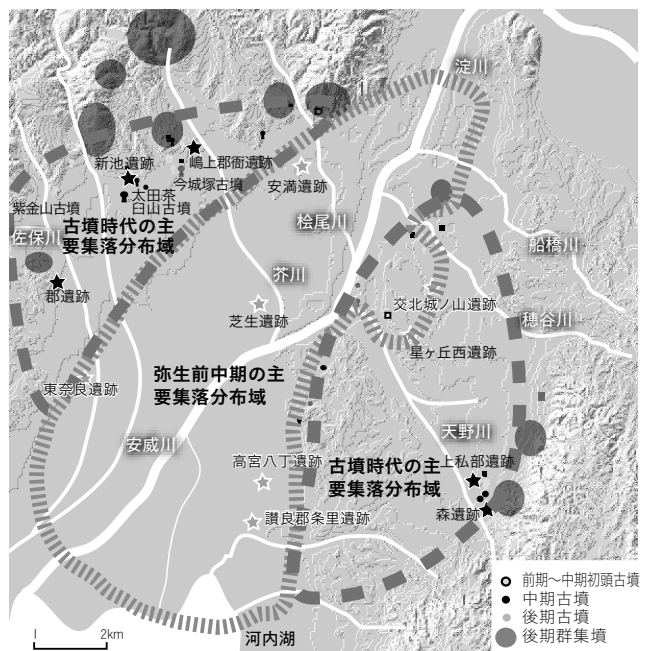 淀川
新池遺跡
嶋上郡衙遺跡
今城塚古墳
安満遺跡
太田茶
臼山古墳
紫金山古墳
古墳時代の主
要集落分布域
佐保川
桧尾川
船橋川
芥川
郡遺跡
交北城ノ山遺跡
穂谷川
芝生遺跡
星ヶ丘西遺跡
弥生前中期の主
要集落分布域
東奈良遺跡
安威川
天野川
高宮八丁遺跡
古墳時代の主
要集落分布域
上私部遺跡
讃良郡条里遺跡
森遺跡
前期〜中期初頭古墳
中期古墳
後期古墳
後期群集墳
河内湖
2km